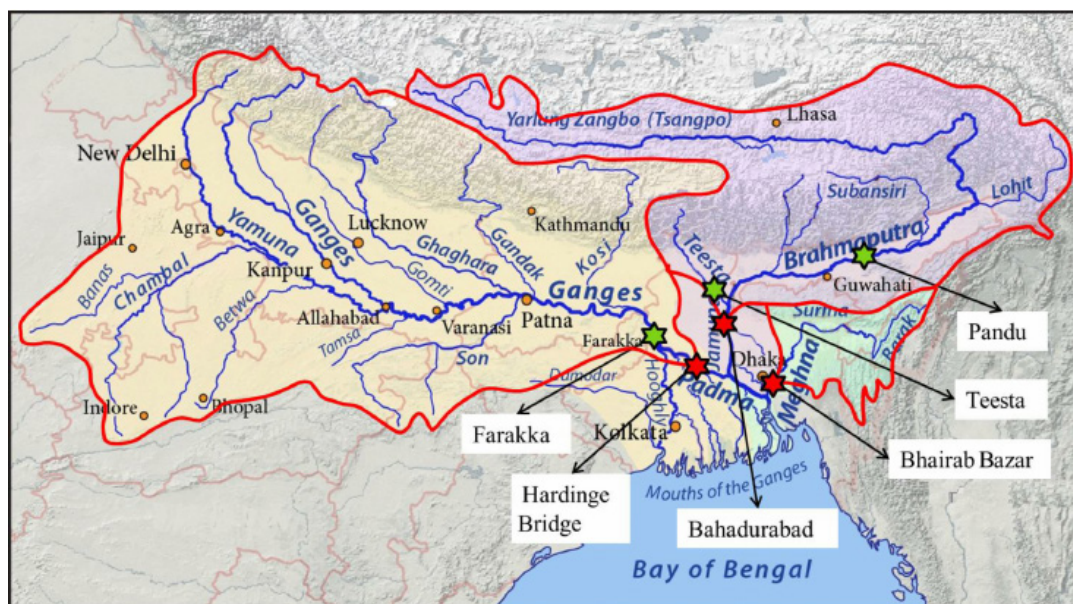 Yarlung Zangbo (Tsangpo)
Lhasa
New Delhi
Subansiri
Lohit
Agra
Yamuna
Ganges
Lucknow
Kathmandu
Jaipur
Ghaghara
Gandak
Kosi
Teesta
Brahmaputra
Banas
Chambal
Kanpur
Gomti
Ganges
Guwahati
Betwa
Allahabad
Varanasi
Patna
Surma
Barak
Pandu
Tamsa
Son
Farakka
Dhaka
Meghna
Damodar
Hooghly
Padma
Indore
Bhopal
Teesta
Farakka
Kolkata
Bhairab Bazar
Mouths of the Ganges
Hardinge
Bridge
Bahadurabad
Bay of Bengal